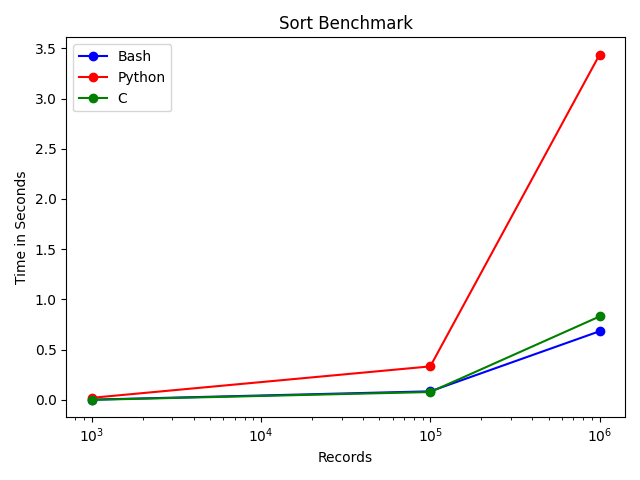 Sort Benchmark
Bash
Python
C
3.5
3.0
2.5
2.0
1.5
1.0
0.5
0.0
Time in Seconds
10³ 10⁴ 10⁵ 10⁶
Records